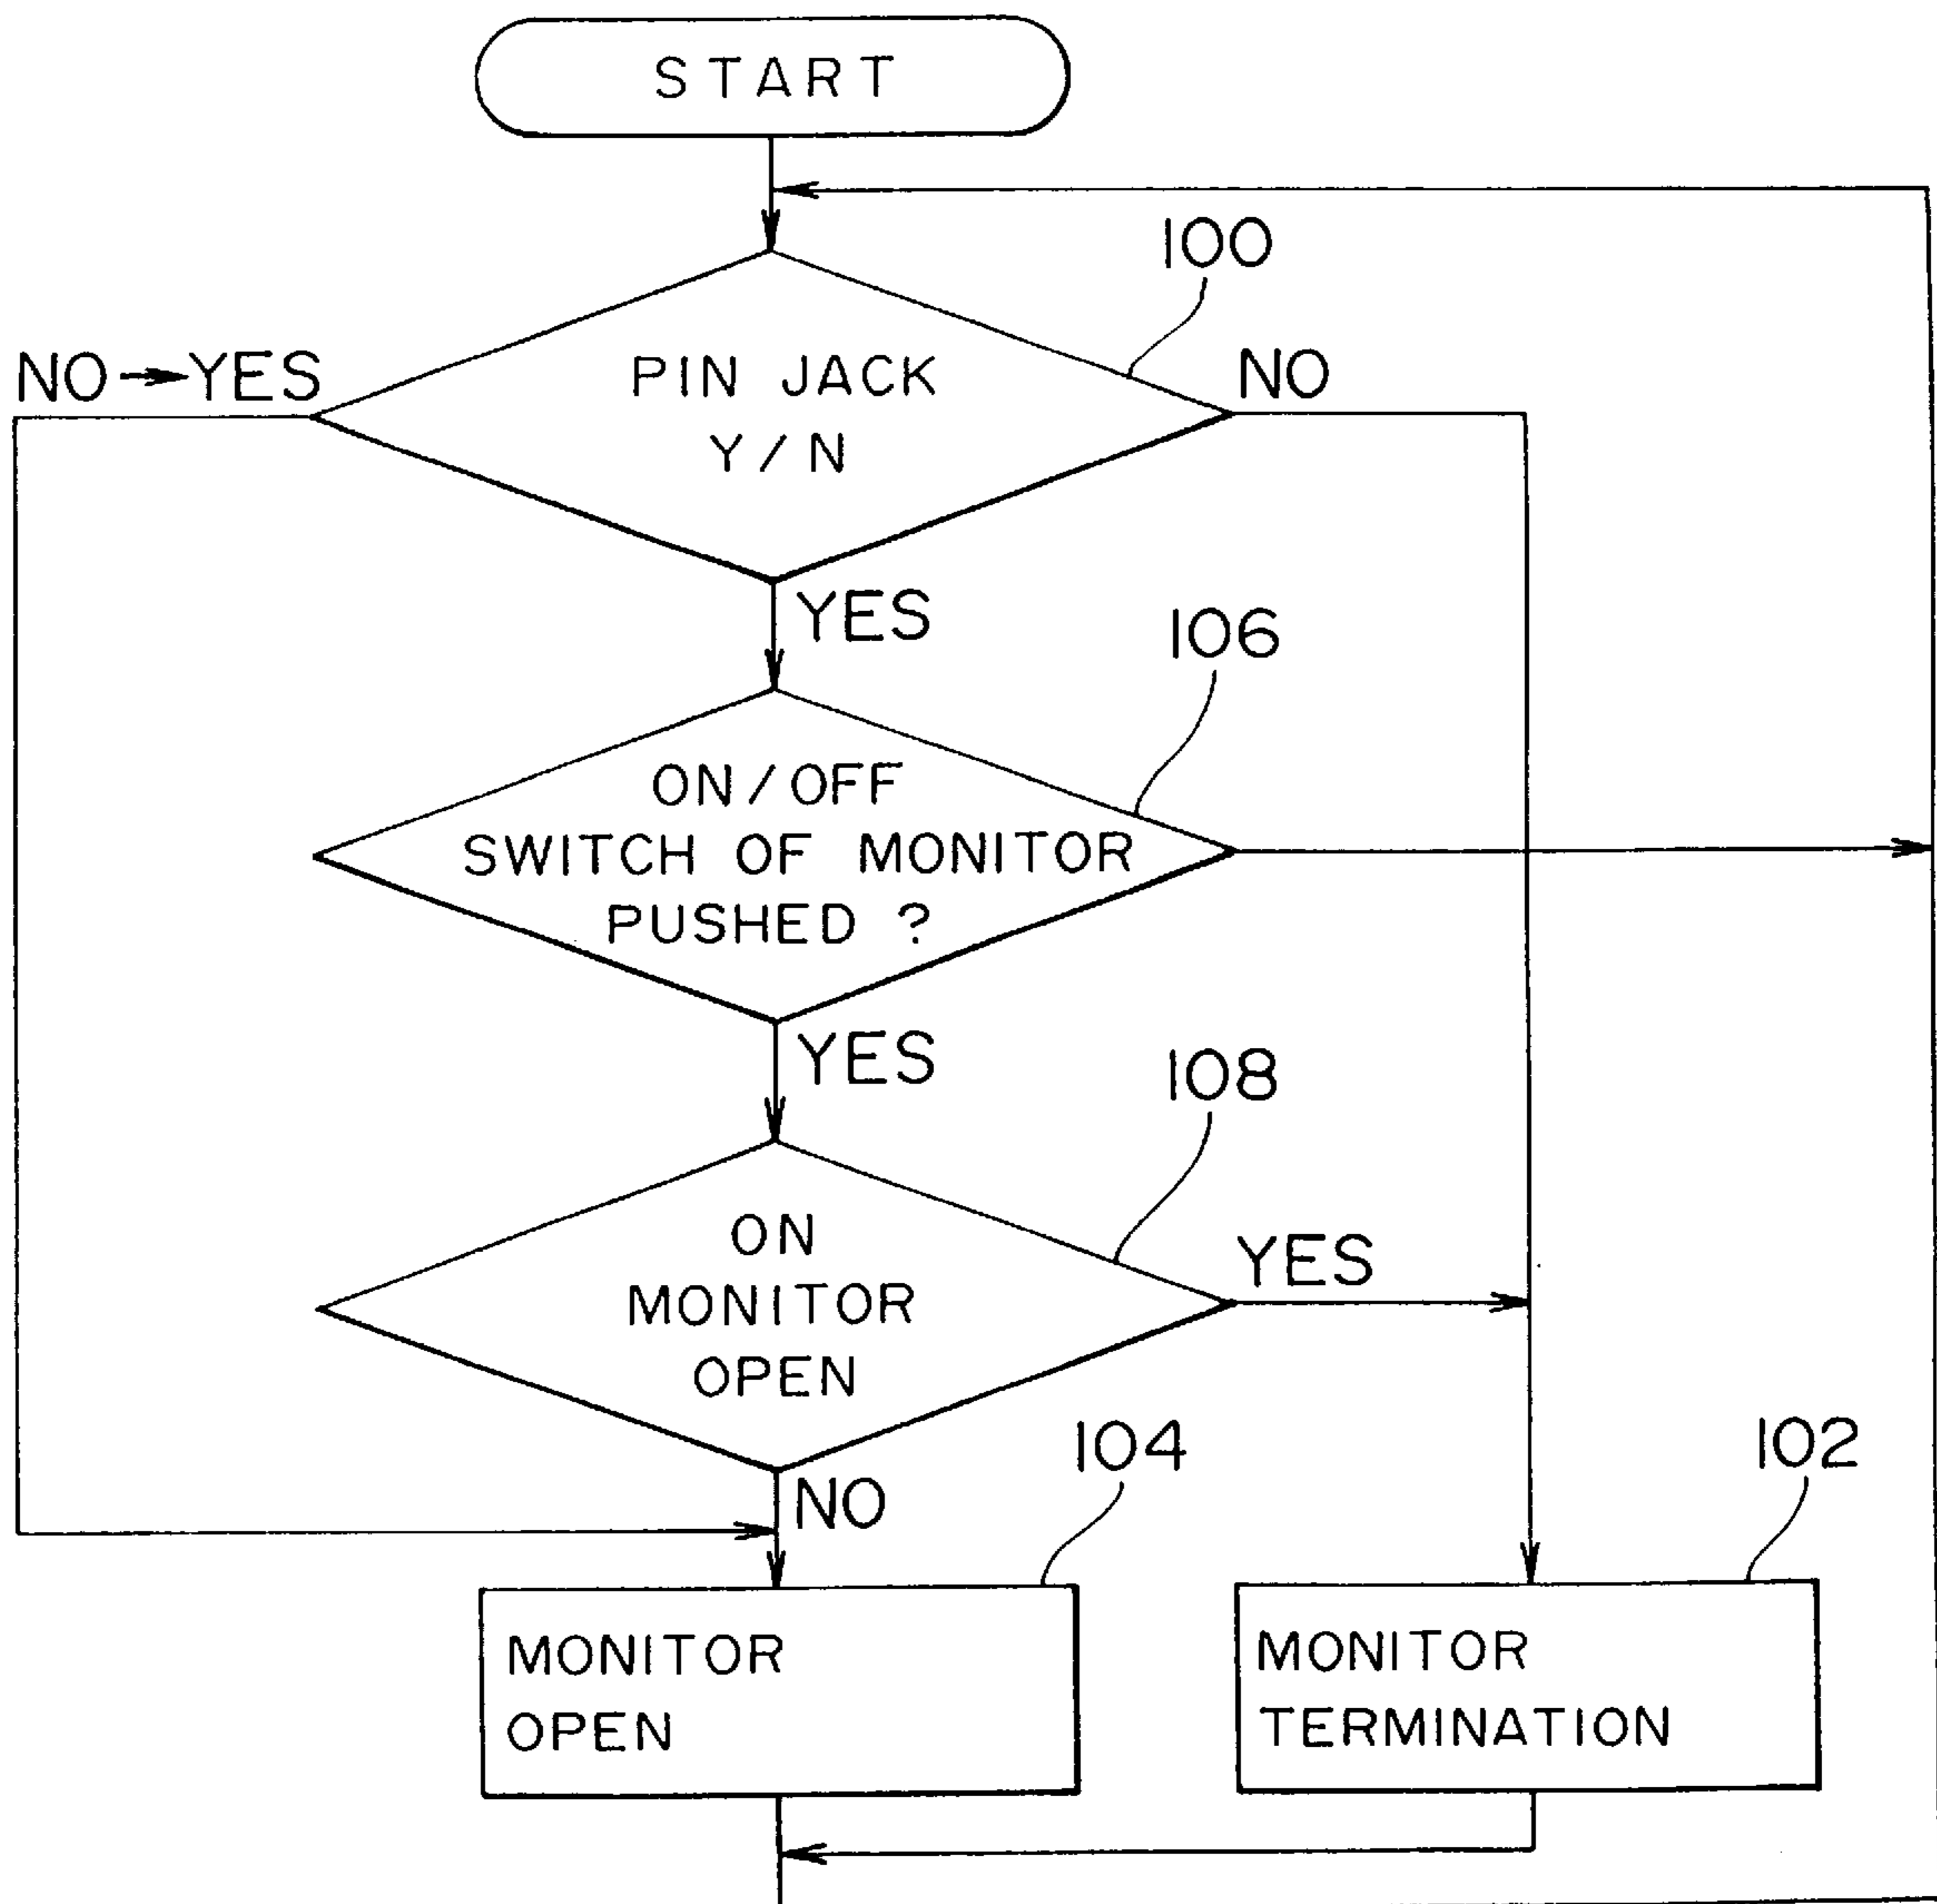 START
100
NO→YES
PIN JACK
Y/N
NO
YES
106
ON/OFF
SWITCH OF MONITOR
PUSHED ?
YES
108
ON
MONITOR
OPEN
YES
NO
104
102
MONITOR
OPEN
MONITOR
TERMINATION